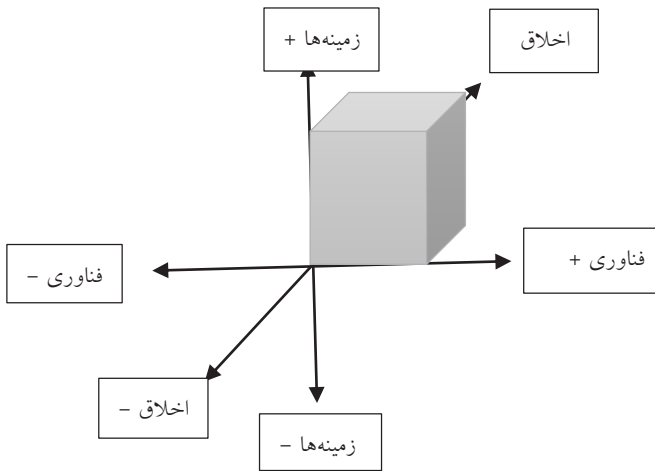 زمینه‌ها +
اخلاق
فناوری +
فناوری –
اخلاق –
زمینه‌ها –